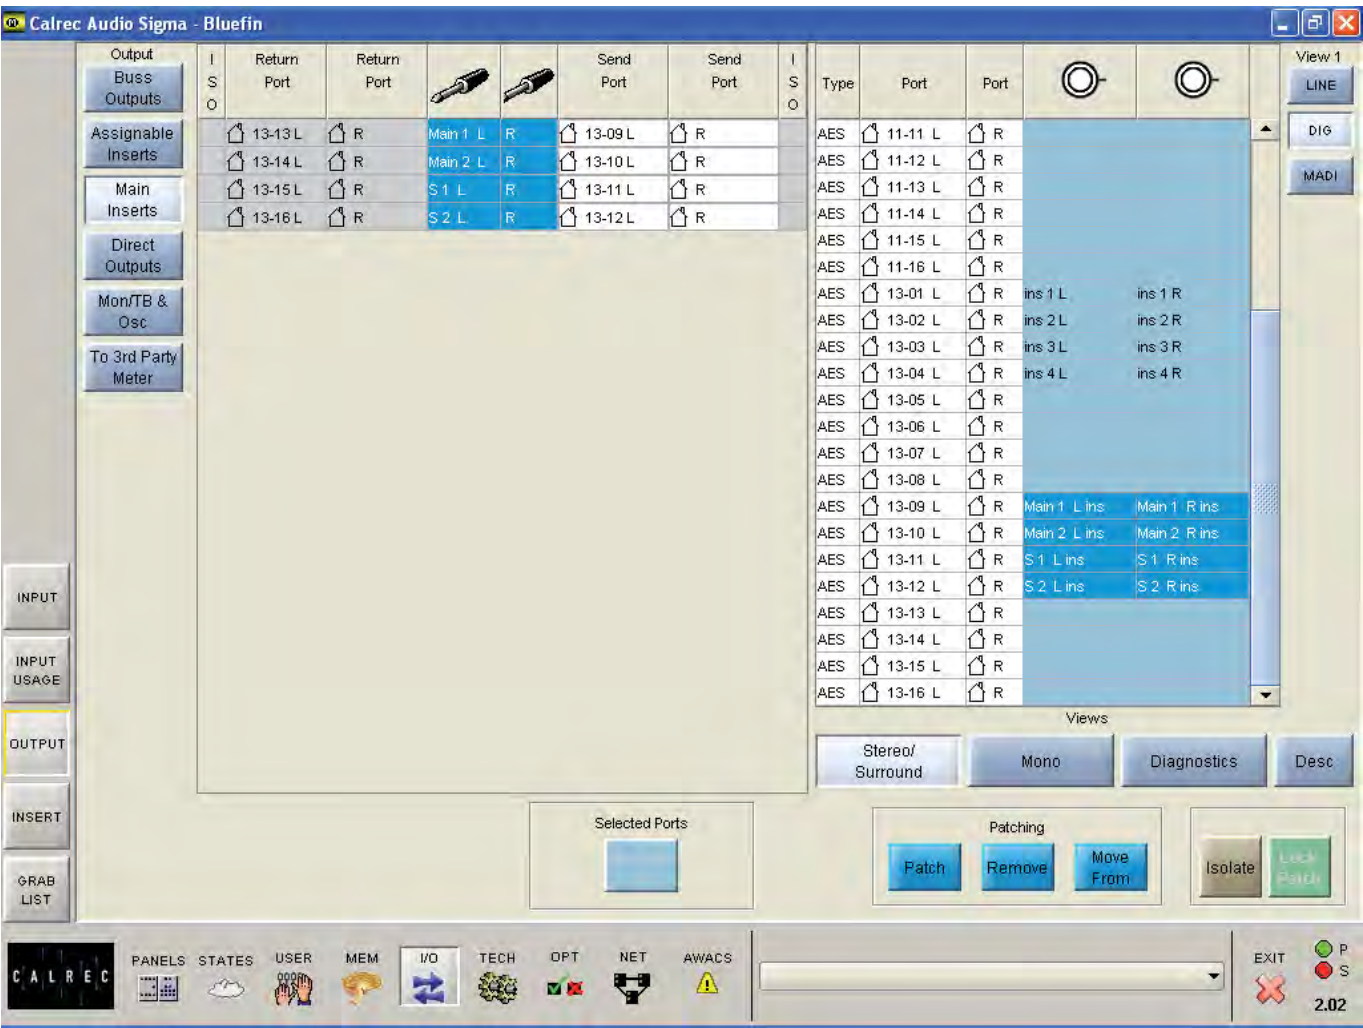 Calrec Audio Sigma - Bluefin
Output
Buss Outputs
Assignable Inserts
Main Inserts
Direct Outputs
Mon/TB & Osc
To 3rd Party Meter
I S O
Return Port
Return Port
Send Port
Send Port
I S O
13-13 L R Main 1 L R 13-09 L R
13-14 L R Main 2 L R 13-10 L R
13-15 L R S 1 L R 13-11 L R
13-16 L R S 2 L R 13-12 L R
Type Port Port
AES 11-11 L R
AES 11-12 L R
AES 11-13 L R
AES 11-14 L R
AES 11-15 L R
AES 11-16 L R
AES 13-01 L R ins 1 L ins 1 R
AES 13-02 L R ins 2 L ins 2 R
AES 13-03 L R ins 3 L ins 3 R
AES 13-04 L R ins 4 L ins 4 R
AES 13-05 L R
AES 13-06 L R
AES 13-07 L R
AES 13-08 L R
AES 13-09 L R Main 1 L ins Main 1 R ins
AES 13-10 L R Main 2 L ins Main 2 R ins
AES 13-11 L R S 1 L ins S 1 R ins
AES 13-12 L R S 2 L ins S 2 R ins
AES 13-13 L R
AES 13-14 L R
AES 13-15 L R
AES 13-16 L R
View 1
LINE
DIG
MADI
Views
Stereo/ Surround
Mono
Diagnostics
Desc
INPUT
INPUT USAGE
OUTPUT
INSERT
GRAB LIST
Selected Ports
Patching
Patch
Remove
Move From
Isolate
Lock Patch
CALREC
PANELS STATES USER MEM I/O TECH OPT NET AWACS
EXIT
P
S
2.02